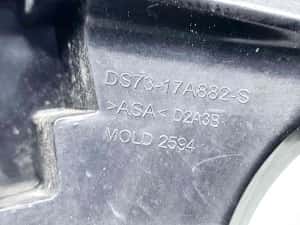 DS73-17A882-S
>ASA< D2A3B
MOLD 2594